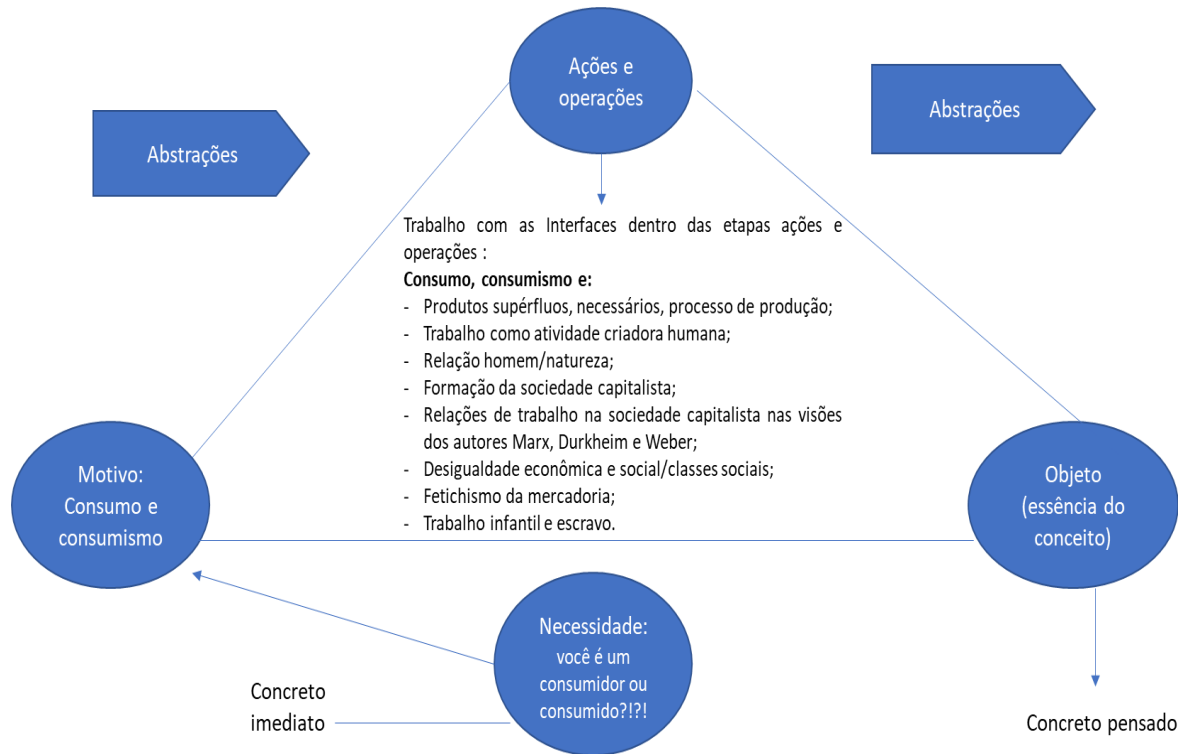 Ações e
operações
Abstrações
Abstrações
Trabalho com as Interfaces dentro das etapas ações e
operações :
Consumo, consumismo e:
- Produtos supérfluos, necessários, processo de produção;
- Trabalho como atividade criadora humana;
- Relação homem/natureza;
- Formação da sociedade capitalista;
- Relações de trabalho na sociedade capitalista nas visões
dos autores Marx, Durkheim e Weber;
- Desigualdade econômica e social/classes sociais;
- Fetichismo da mercadoria;
- Trabalho infantil e escravo.
Motivo:
Consumo e
consumismo
Objeto
(essência do
conceito)
Necessidade:
você é um
consumidor ou
consumido?!?!
Concreto
imediato
Concreto pensado